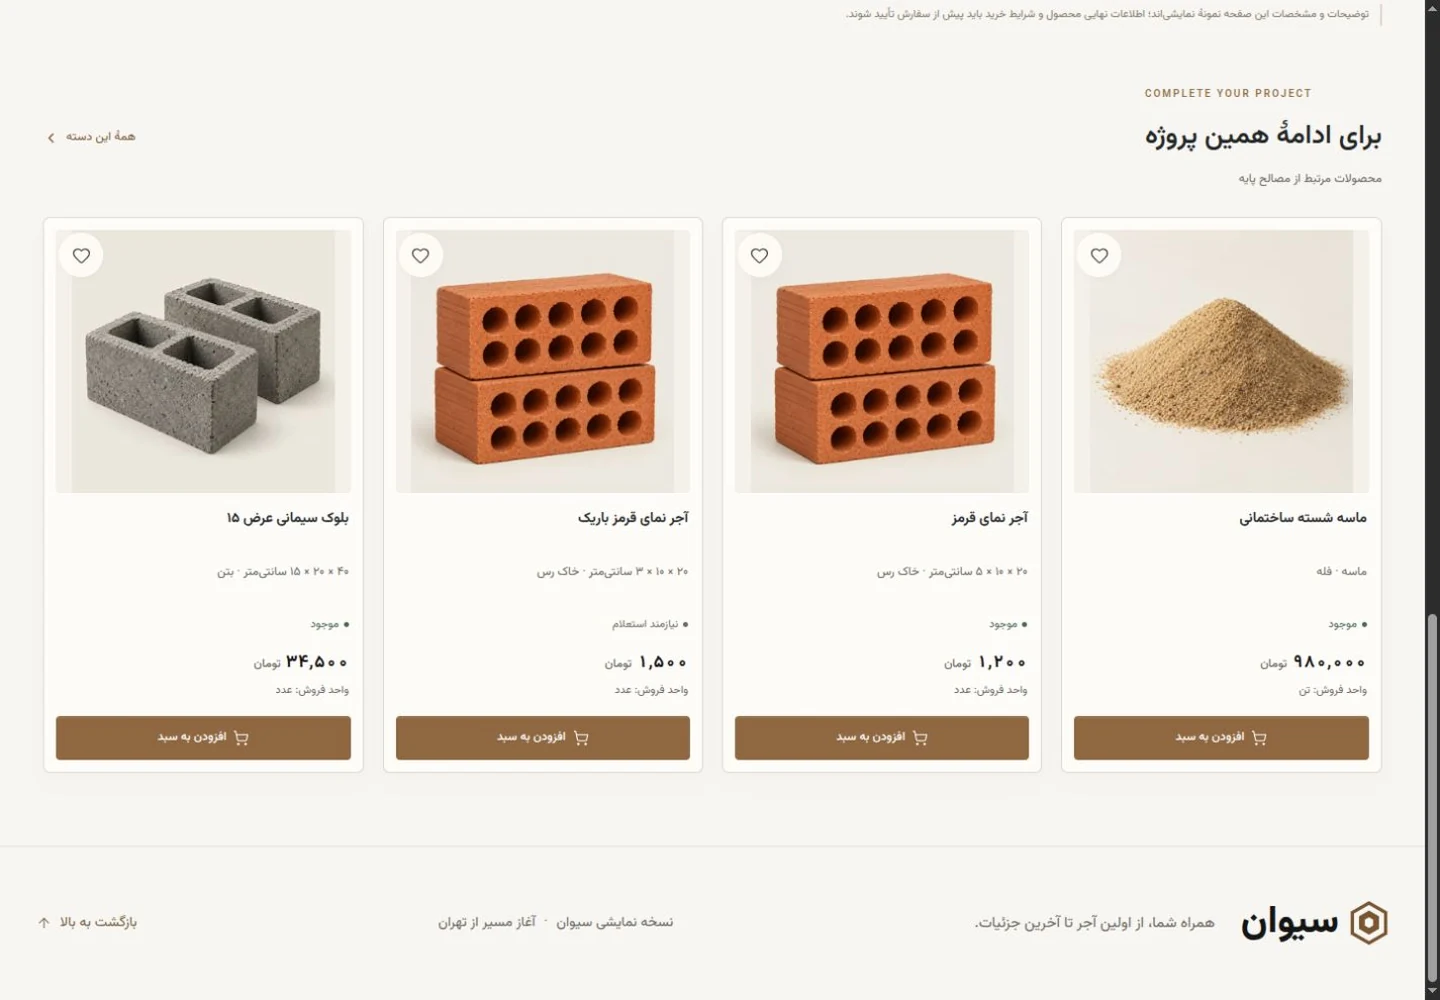 توضیحات و مشخصات این صفحه نمونهٔ نمایشی‌اند؛ اطلاعات نهایی محصول و شرایط خرید باید پیش از سفارش تأیید شوند.
COMPLETE YOUR PROJECT
برای ادامهٔ همین پروژه
همهٔ این دسته
محصولات مرتبط از مصالح پایه
ماسه شسته ساختمانی
ماسه · فله
موجود
۹۸۰,۰۰۰ تومان
واحد فروش: تن
افزودن به سبد
آجر نمای قرمز
۲۰ × ۱۰ × ۵ سانتی‌متر · خاک رس
موجود
۱,۲۰۰ تومان
واحد فروش: عدد
افزودن به سبد
آجر نمای قرمز باریک
۲۰ × ۱۰ × ۳ سانتی‌متر · خاک رس
نیازمند استعلام
۱,۵۰۰ تومان
واحد فروش: عدد
افزودن به سبد
بلوک سیمانی عرض ۱۵
۴۰ × ۲۰ × ۱۵ سانتی‌متر · بتن
موجود
۳۴,۵۰۰ تومان
واحد فروش: عدد
افزودن به سبد
سیوان
همراه شما، از اولین آجر تا آخرین جزئیات.
نسخه نمایشی سیوان · آغاز مسیر از تهران
بازگشت به بالا